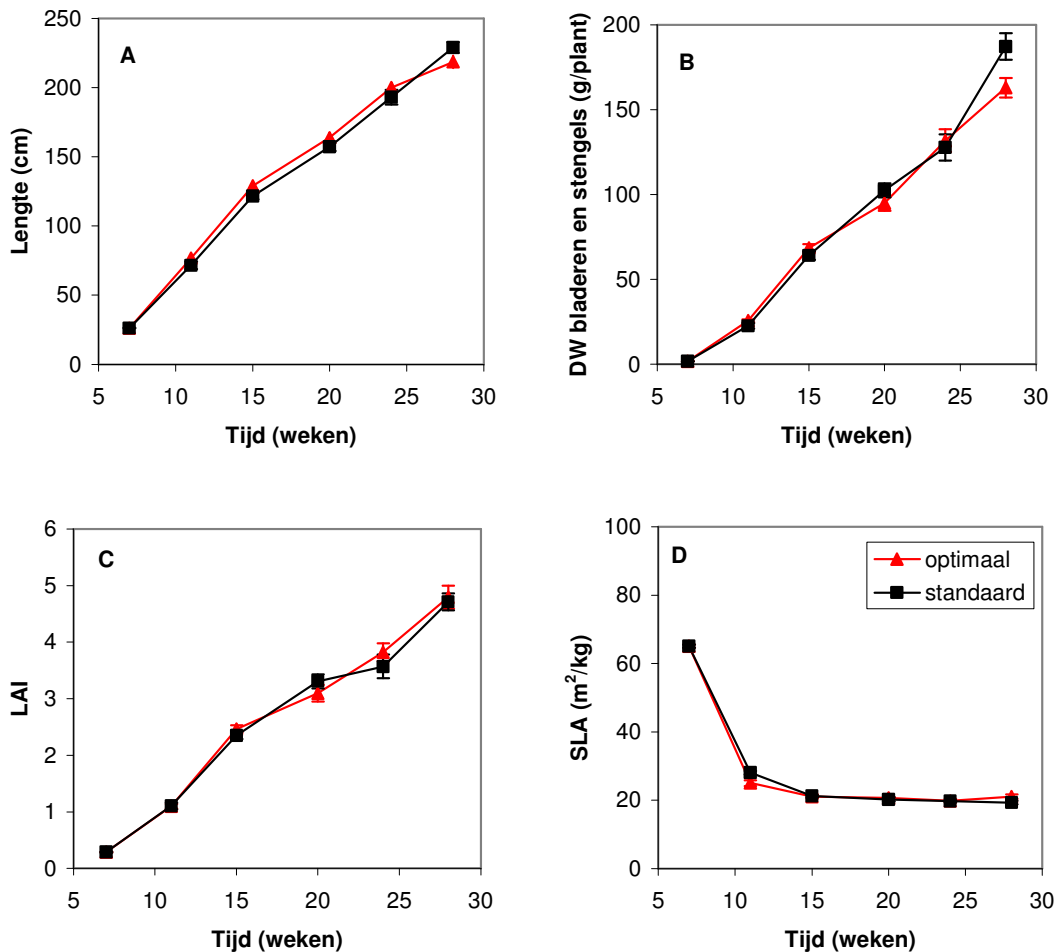 A
Lengte (cm)
250
200
150
100
50
0
5 10 15 20 25 30
Tijd (weken)
B
DW bladeren en stengels (g/plant)
200
150
100
50
0
5 10 15 20 25 30
Tijd (weken)
C
LAI
6
5
4
3
2
1
0
5 10 15 20 25 30
Tijd (weken)
D
SLA (m²/kg)
100
80
60
40
20
0
5 10 15 20 25 30
Tijd (weken)
optimaal
standaard